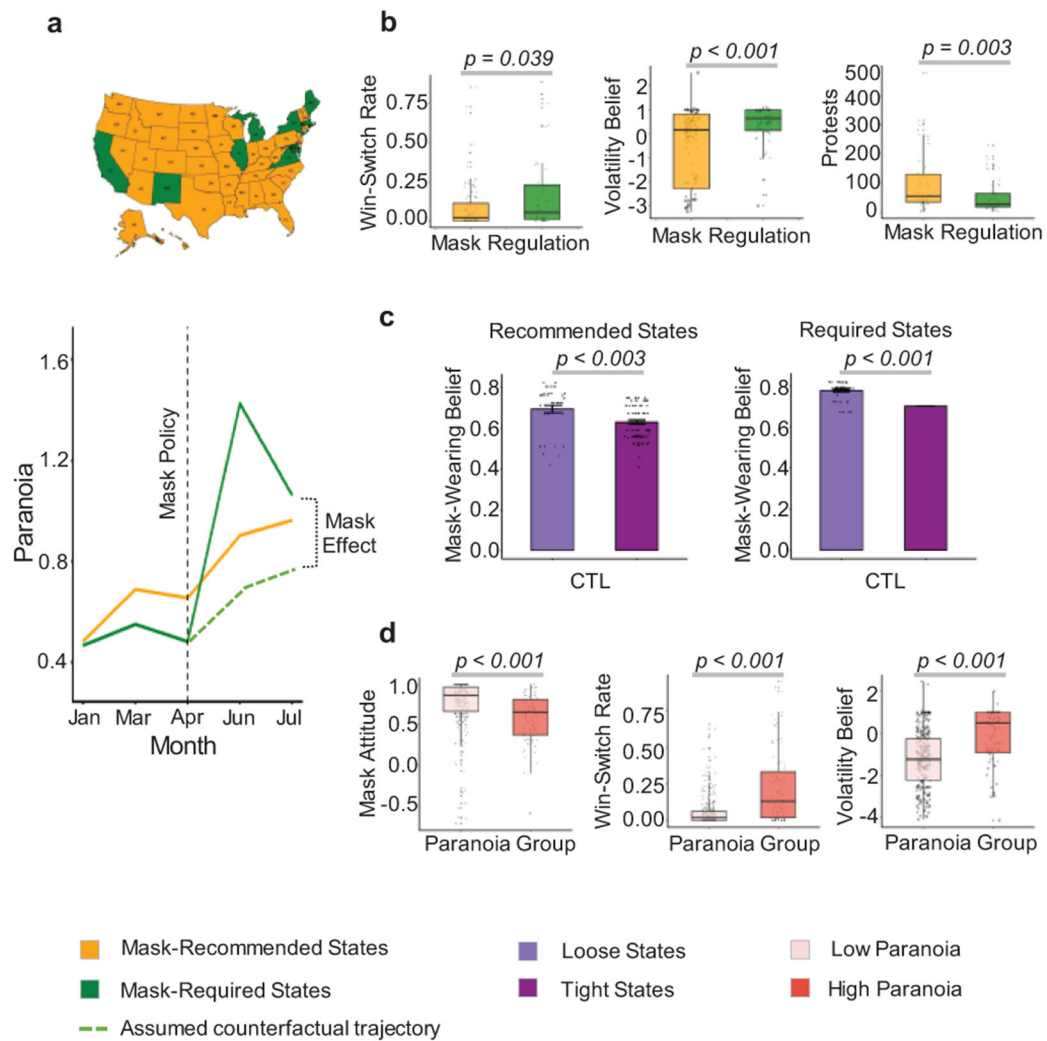 a
b
p = 0.039
p < 0.001
p = 0.003
Win-Switch Rate
0.75
0.50
0.25
0.00
Mask Regulation
Volatility Belief
2
1
0
-1
-2
-3
Mask Regulation
Protests
500
400
300
200
100
0
Mask Regulation
Paranoia
1.6
1.2
0.8
0.4
Mask Policy
Mask
Effect
Jan Mar Apr Jun Jul
Month
c
Recommended States
p < 0.003
Mask-Wearing Belief
0.8
0.6
0.4
0.2
0.0
CTL
Required States
p < 0.001
Mask-Wearing Belief
0.8
0.6
0.4
0.2
0.0
CTL
d
p < 0.001
Mask Attitude
1.0
0.5
0.0
-0.5
Paranoia Group
p < 0.001
Win-Switch Rate
0.75
0.50
0.25
0.00
Paranoia Group
p < 0.001
Volatility Belief
2
0
-2
-4
Paranoia Group
Mask-Recommended States
Mask-Required States
Assumed counterfactual trajectory
Loose States
Tight States
Low Paranoia
High Paranoia